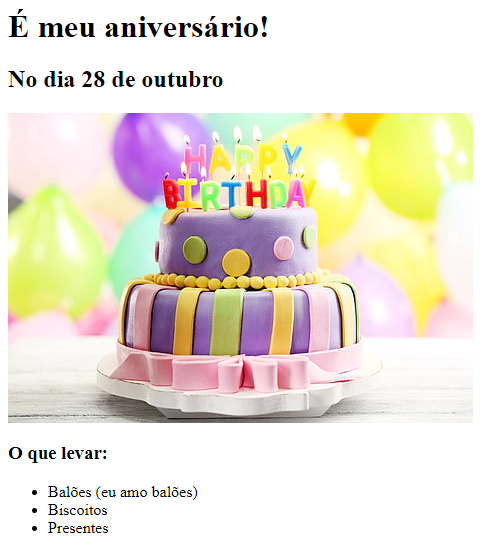 É meu aniversário!
No dia 28 de outubro
HAPPY
BIRTHDAY
O que levar:
Balões (eu amo balões)
Biscoitos
Presentes